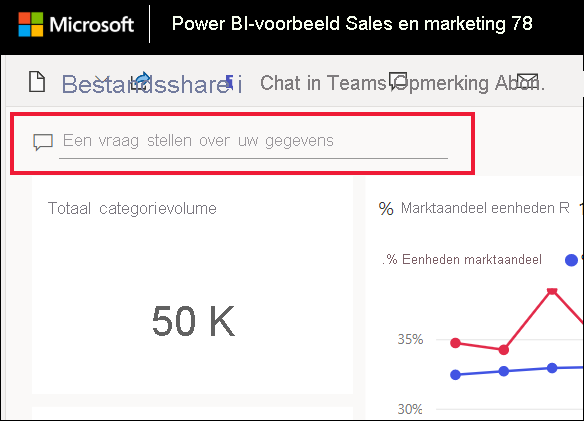 Microsoft
Power BI-voorbeeld Sales en marketing 78
Bestandsshare i
Chat in Teams Opmerking Abon.
Een vraag stellen over uw gegevens
Totaal categorievolume
50 K
% Marktaandeel eenheden R
.% Eenheden marktaandeel
35%
30%